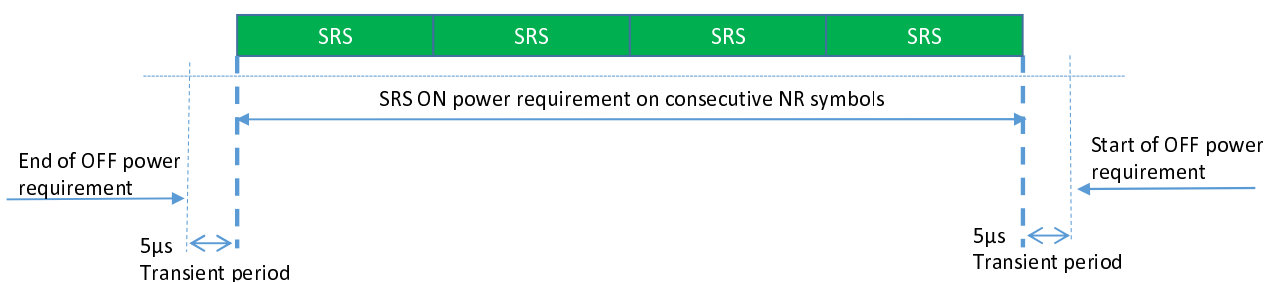 SRS SRS SRS SRS
SRS ON power requirement on consecutive NR symbols
End of OFF power
requirement
Start of OFF power
requirement
5µs
Transient period
5µs
Transient period